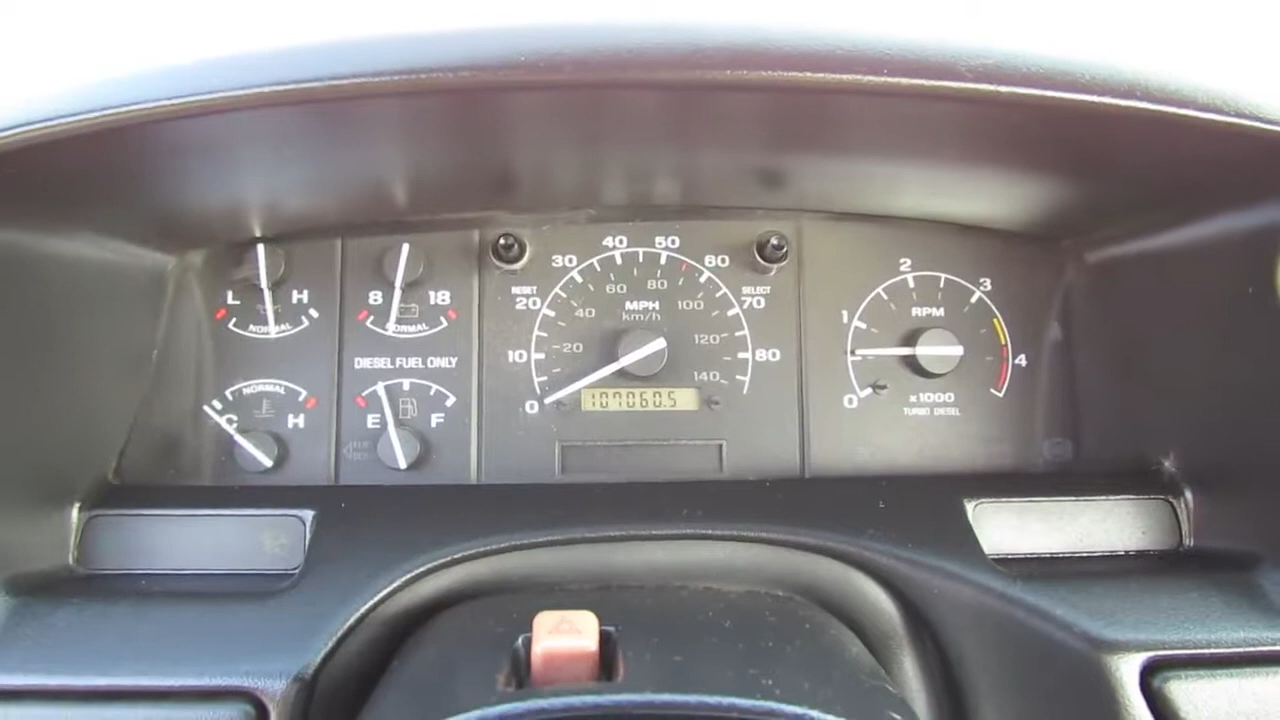 L H
NORMAL
8 18
NORMAL
DIESEL FUEL ONLY
NORMAL
C H
E F
RESET
SELECT
0 10 20 30 40 50 60 70 80
MPH
km/h
20 40 60 80 100 120 140
107060.5
0 1 2 3 4
RPM
x1000
TURBO DIESEL